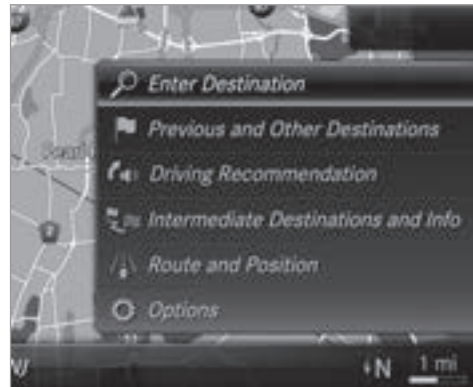 Enter Destination
Previous and Other Destinations
Driving Recommendation
Intermediate Destinations and Info
Route and Position
Options
N 1 mi